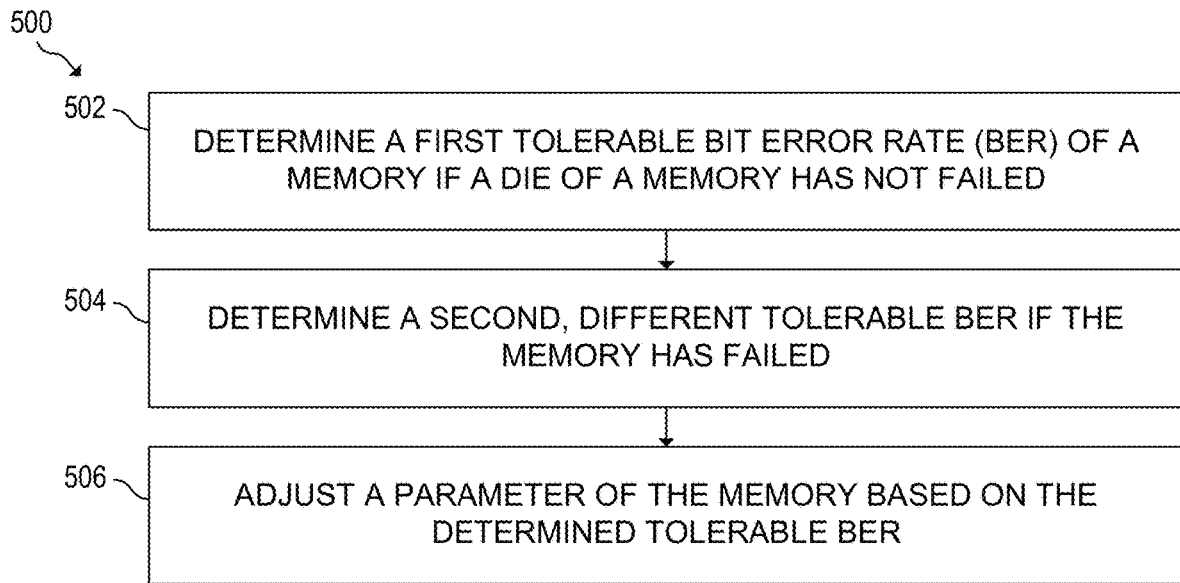 500
502
DETERMINE A FIRST TOLERABLE BIT ERROR RATE (BER) OF A
MEMORY IF A DIE OF A MEMORY HAS NOT FAILED
504
DETERMINE A SECOND, DIFFERENT TOLERABLE BER IF THE
MEMORY HAS FAILED
506
ADJUST A PARAMETER OF THE MEMORY BASED ON THE
DETERMINED TOLERABLE BER